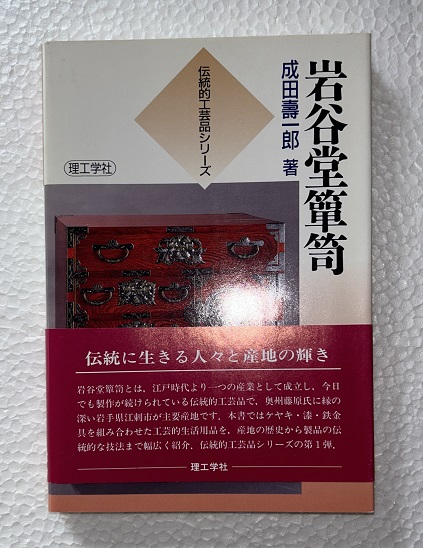 岩谷堂簞笥
成田壽一郎 著
伝統的工芸品シリーズ
理工学社
伝統に生きる人々と産地の輝き
岩谷堂簞笥とは，江戸時代より一つの産業として成立し，今日
でも製作が続けられている伝統的工芸品で，奥州藤原氏に縁の
深い岩手県江刺市が主要産地です．本書ではケヤキ・漆・鉄金
具を組み合わせた工芸的生活用品を，産地の歴史から製品の伝
統的な技法まで幅広く紹介．伝統的工芸品シリーズの第1弾．
理工学社